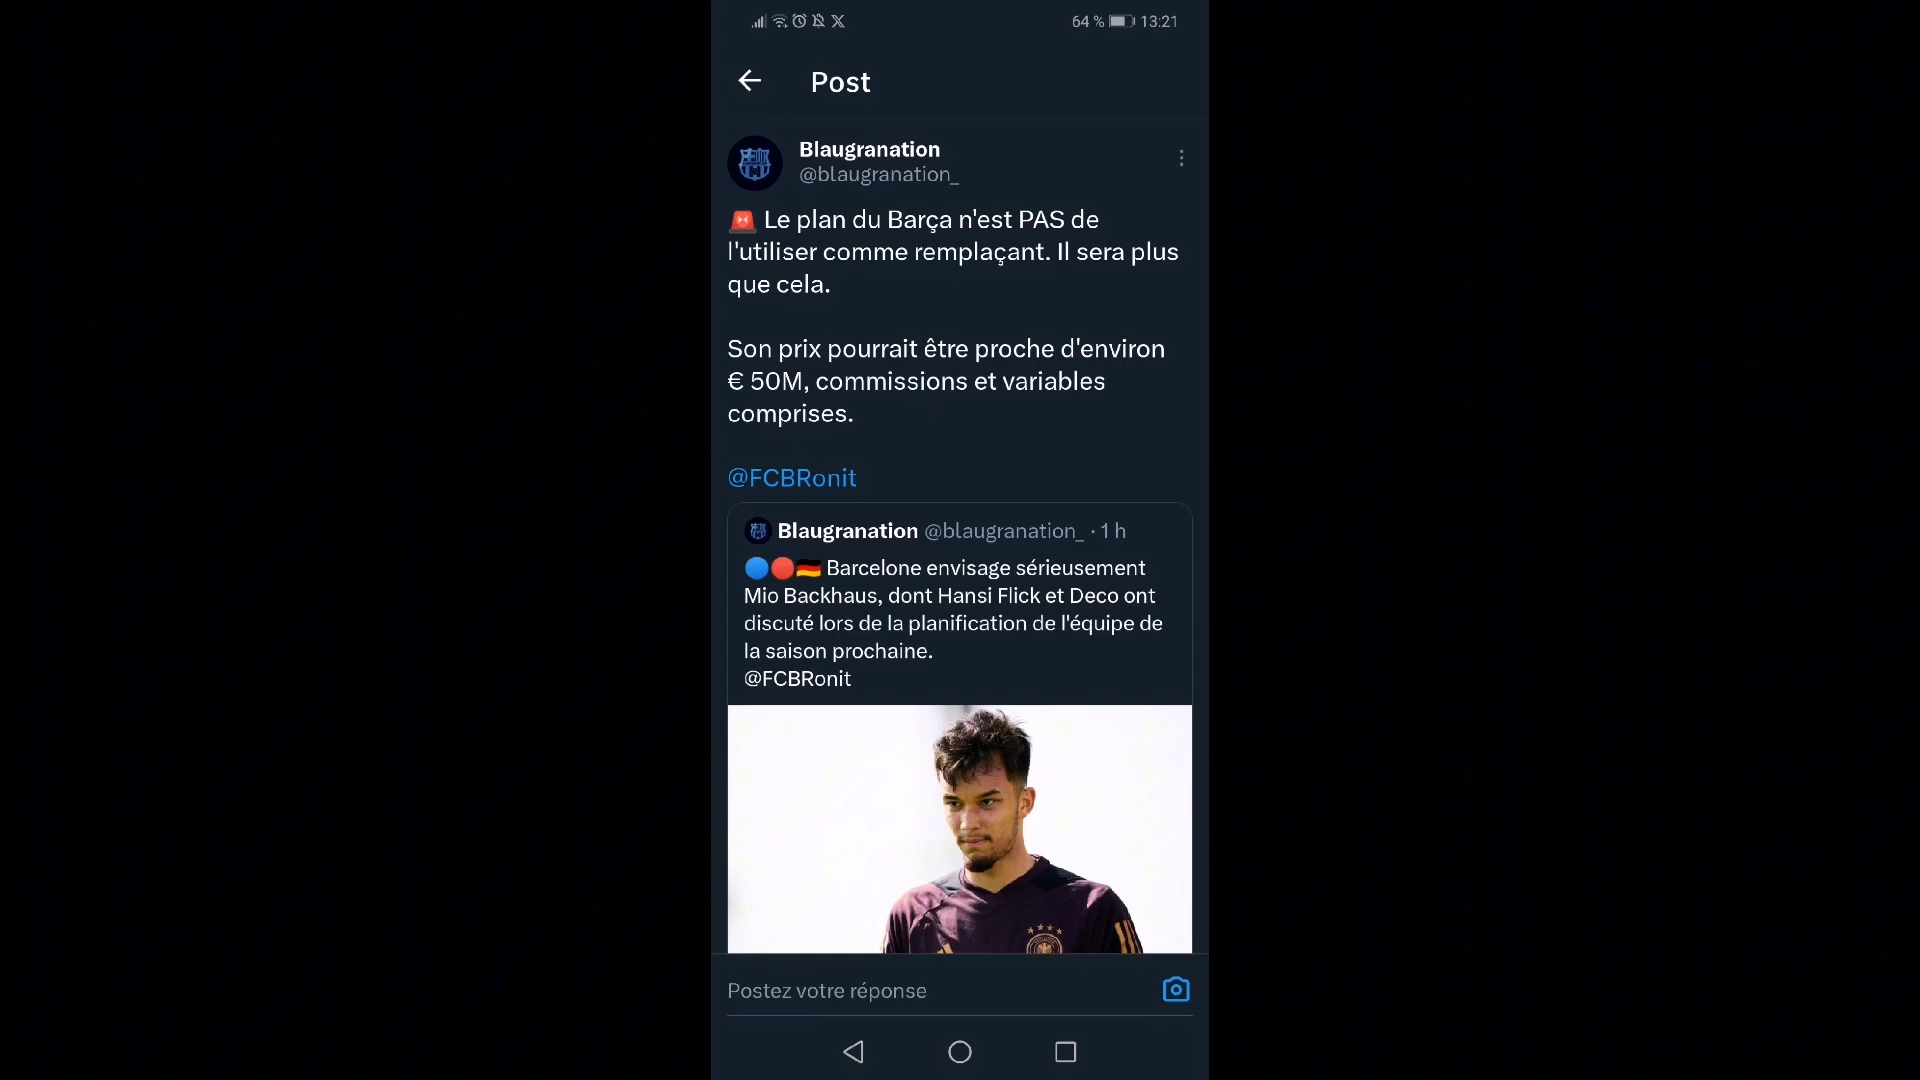 64 % 13:21
Post
Blaugranation
@blaugranation_
🚨 Le plan du Barça n'est PAS de
l'utiliser comme remplaçant. Il sera plus
que cela.
Son prix pourrait être proche d'environ
€ 50M, commissions et variables
comprises.
@FCBRonit
Blaugranation @blaugranation_ · 1 h
🔵🔴🇩🇪 Barcelone envisage sérieusement
Mio Backhaus, dont Hansi Flick et Deco ont
discuté lors de la planification de l'équipe de
la saison prochaine.
@FCBRonit
Postez votre réponse